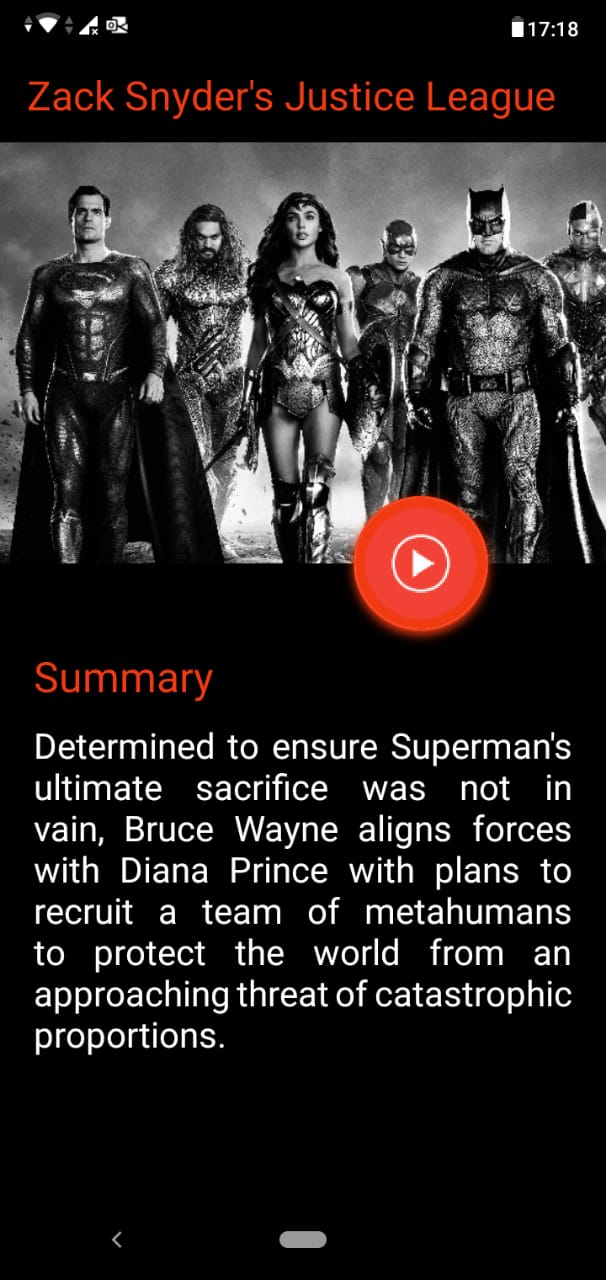 17:18
Zack Snyder's Justice League
Summary
Determined to ensure Superman's
ultimate sacrifice was not in
vain, Bruce Wayne aligns forces
with Diana Prince with plans to
recruit a team of metahumans
to protect the world from an
approaching threat of catastrophic
proportions.